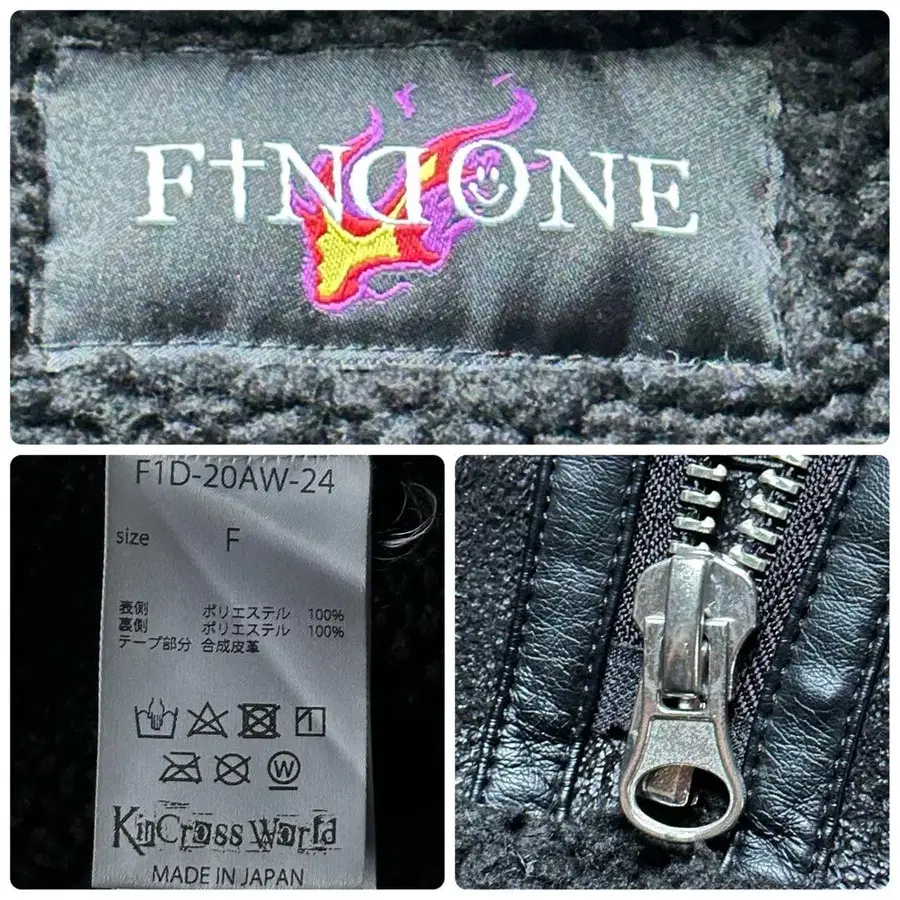 F†NDONE
F1D-20AW-24
size F
表側 ポリエステル 100%
裏側 ポリエステル 100%
テープ部分 合成皮革
W
KinCross World
MADE IN JAPAN